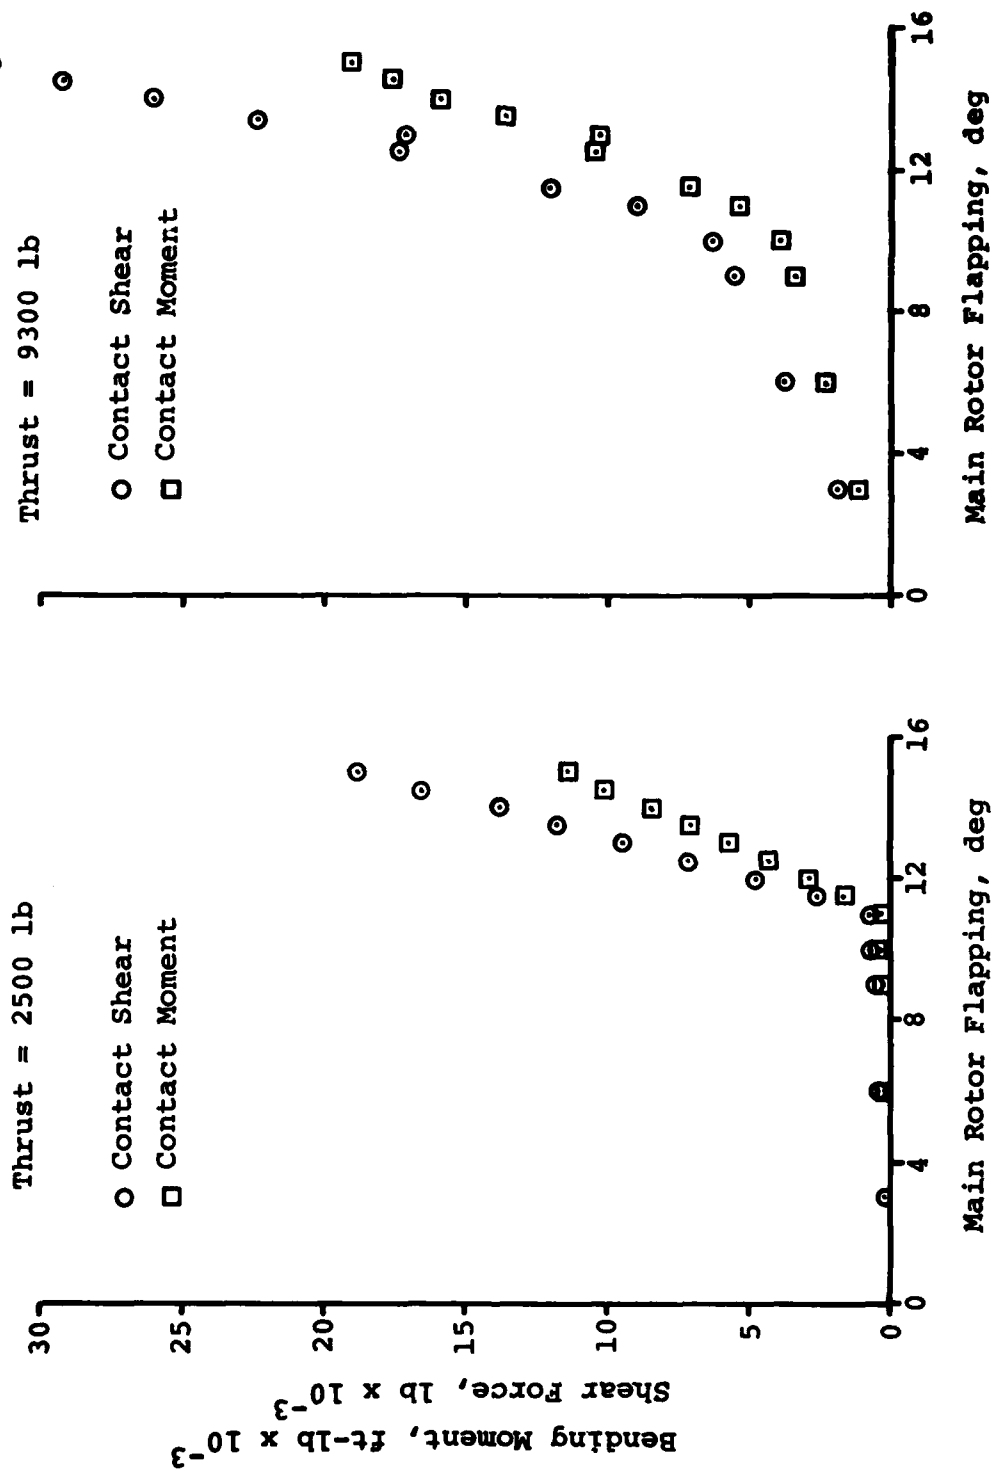 Thrust = 2500 lb
○ Contact Shear
□ Contact Moment
Bending Moment, ft-lb x 10⁻³
Shear Force, lb x 10⁻³
30
25
20
15
10
5
0
0 4 8 12 16
Main Rotor Flapping, deg
Thrust = 9300 lb
○ Contact Shear
□ Contact Moment
0 4 8 12 16
Main Rotor Flapping, deg